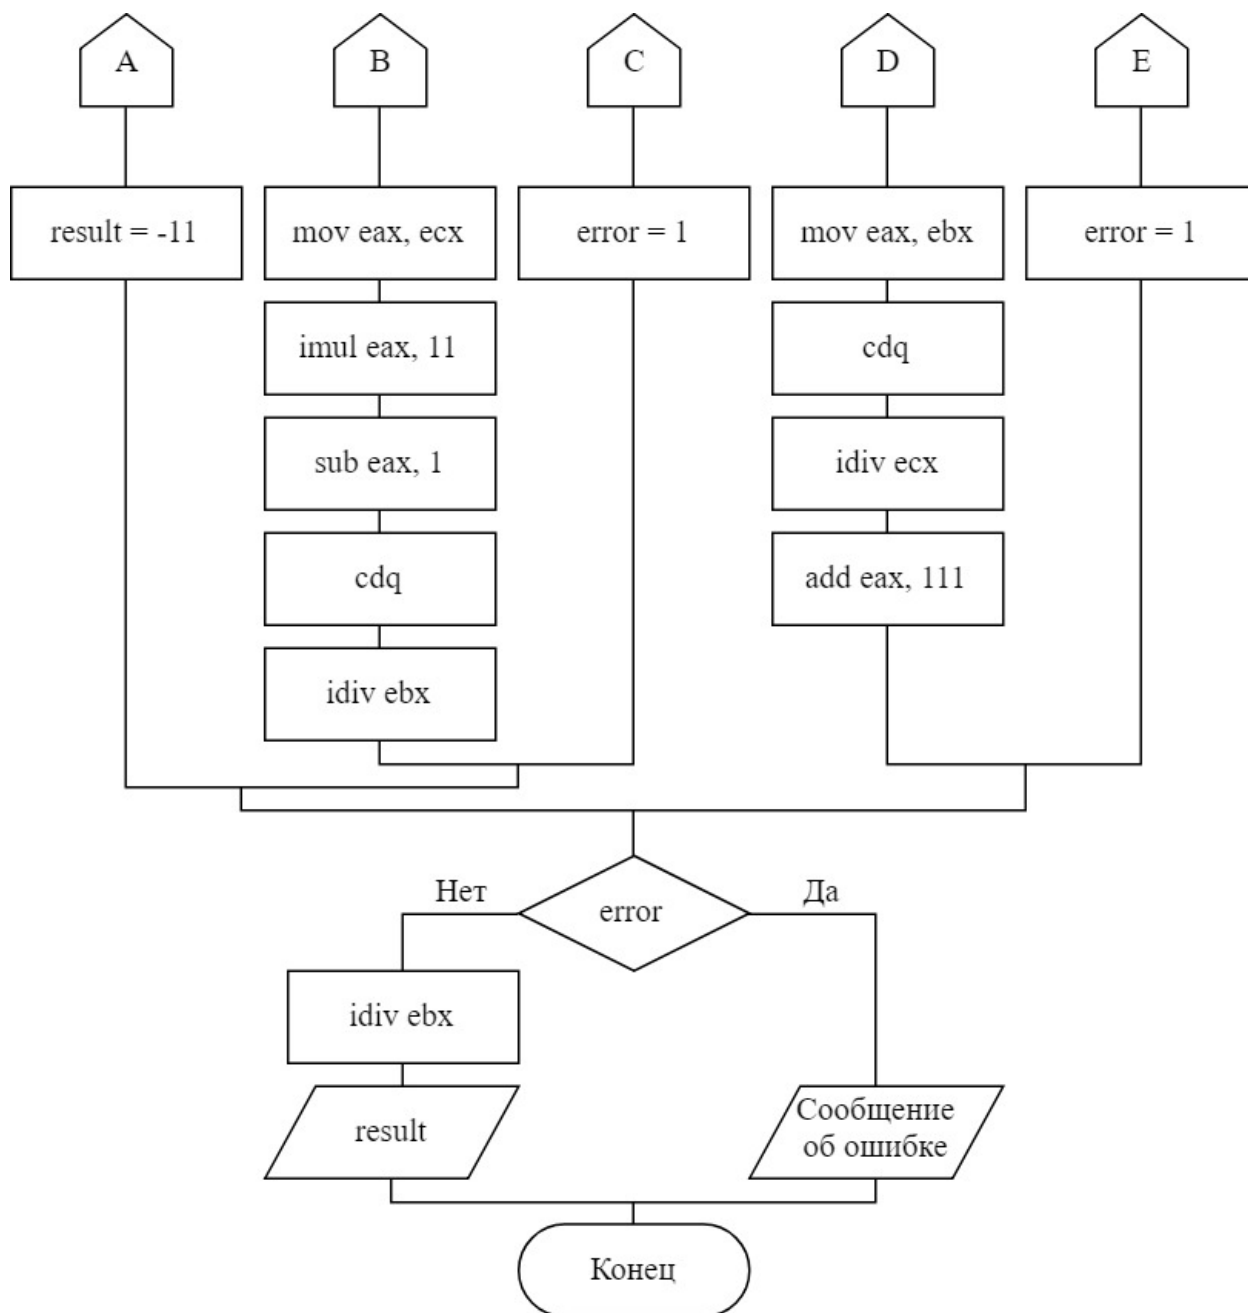 A
B
C
D
E
result = -11
mov eax, ecx
error = 1
mov eax, ebx
error = 1
imul eax, 11
cdq
sub eax, 1
idiv ecx
cdq
add eax, 111
idiv ebx
Нет
error
Да
idiv ebx
result
Сообщение
об ошибке
Конец